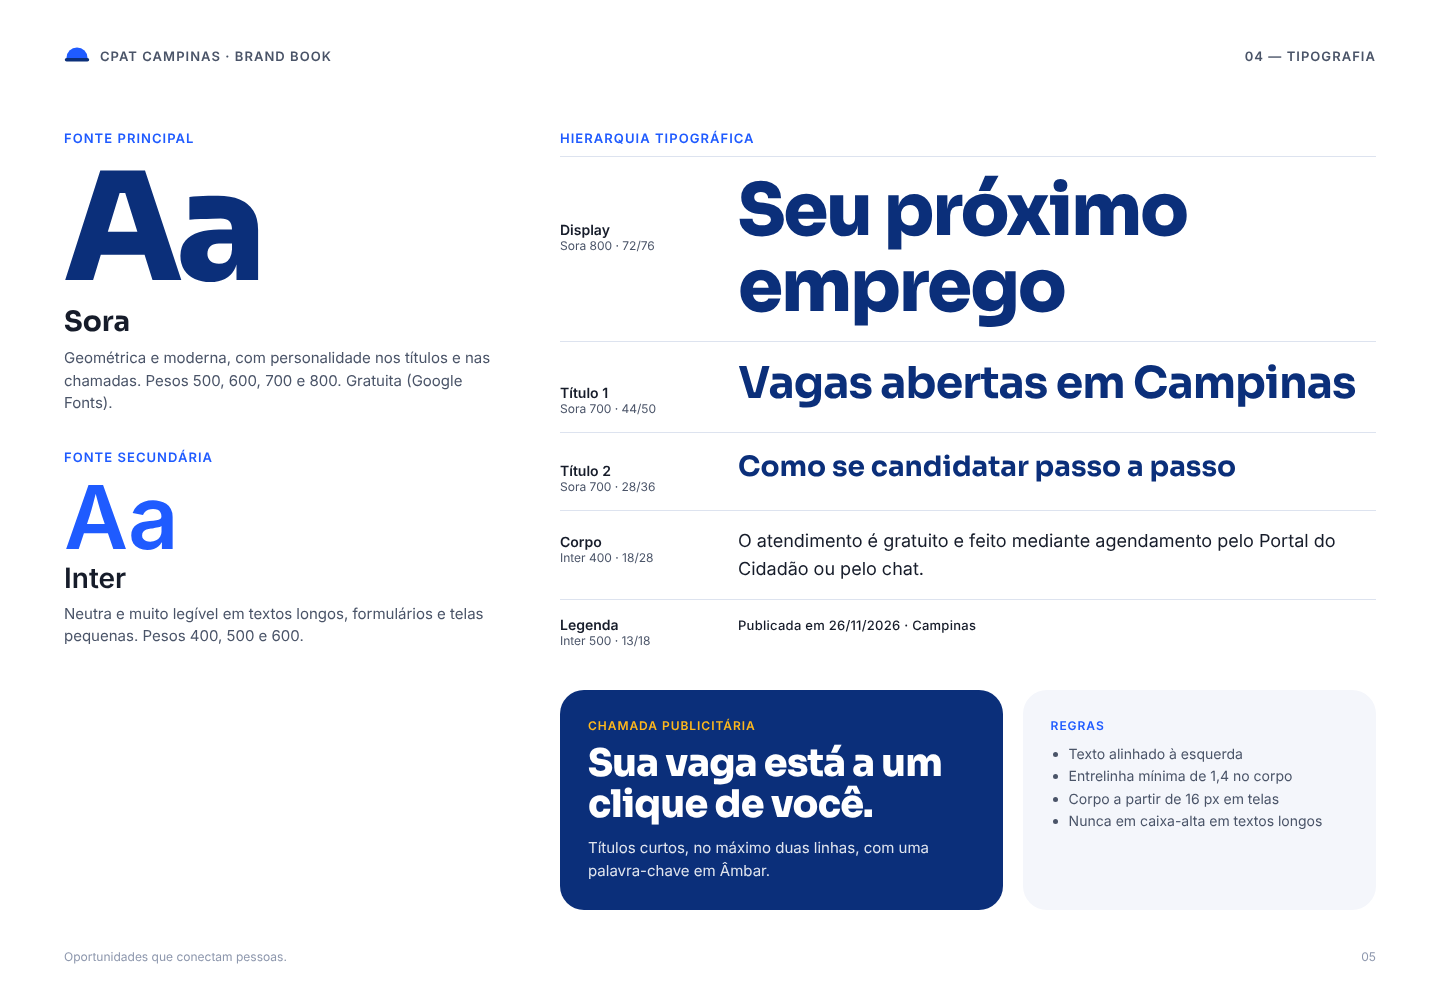 CPAT CAMPINAS · BRAND BOOK
04 — TIPOGRAFIA
FONTE PRINCIPAL
Aa
Sora
Geométrica e moderna, com personalidade nos títulos e nas
chamadas. Pesos 500, 600, 700 e 800. Gratuita (Google
Fonts).
FONTE SECUNDÁRIA
Aa
Inter
Neutra e muito legível em textos longos, formulários e telas
pequenas. Pesos 400, 500 e 600.
HIERARQUIA TIPOGRÁFICA
Display
Sora 800 · 72/76
Seu próximo
emprego
Título 1
Sora 700 · 44/50
Vagas abertas em Campinas
Título 2
Sora 700 · 28/36
Como se candidatar passo a passo
Corpo
Inter 400 · 18/28
O atendimento é gratuito e feito mediante agendamento pelo Portal do
Cidadão ou pelo chat.
Legenda
Inter 500 · 13/18
Publicada em 26/11/2026 · Campinas
CHAMADA PUBLICITÁRIA
Sua vaga está a um
clique de você.
Títulos curtos, no máximo duas linhas, com uma
palavra-chave em Âmbar.
REGRAS
• Texto alinhado à esquerda
• Entrelinha mínima de 1,4 no corpo
• Corpo a partir de 16 px em telas
• Nunca em caixa-alta em textos longos
Oportunidades que conectam pessoas.
05